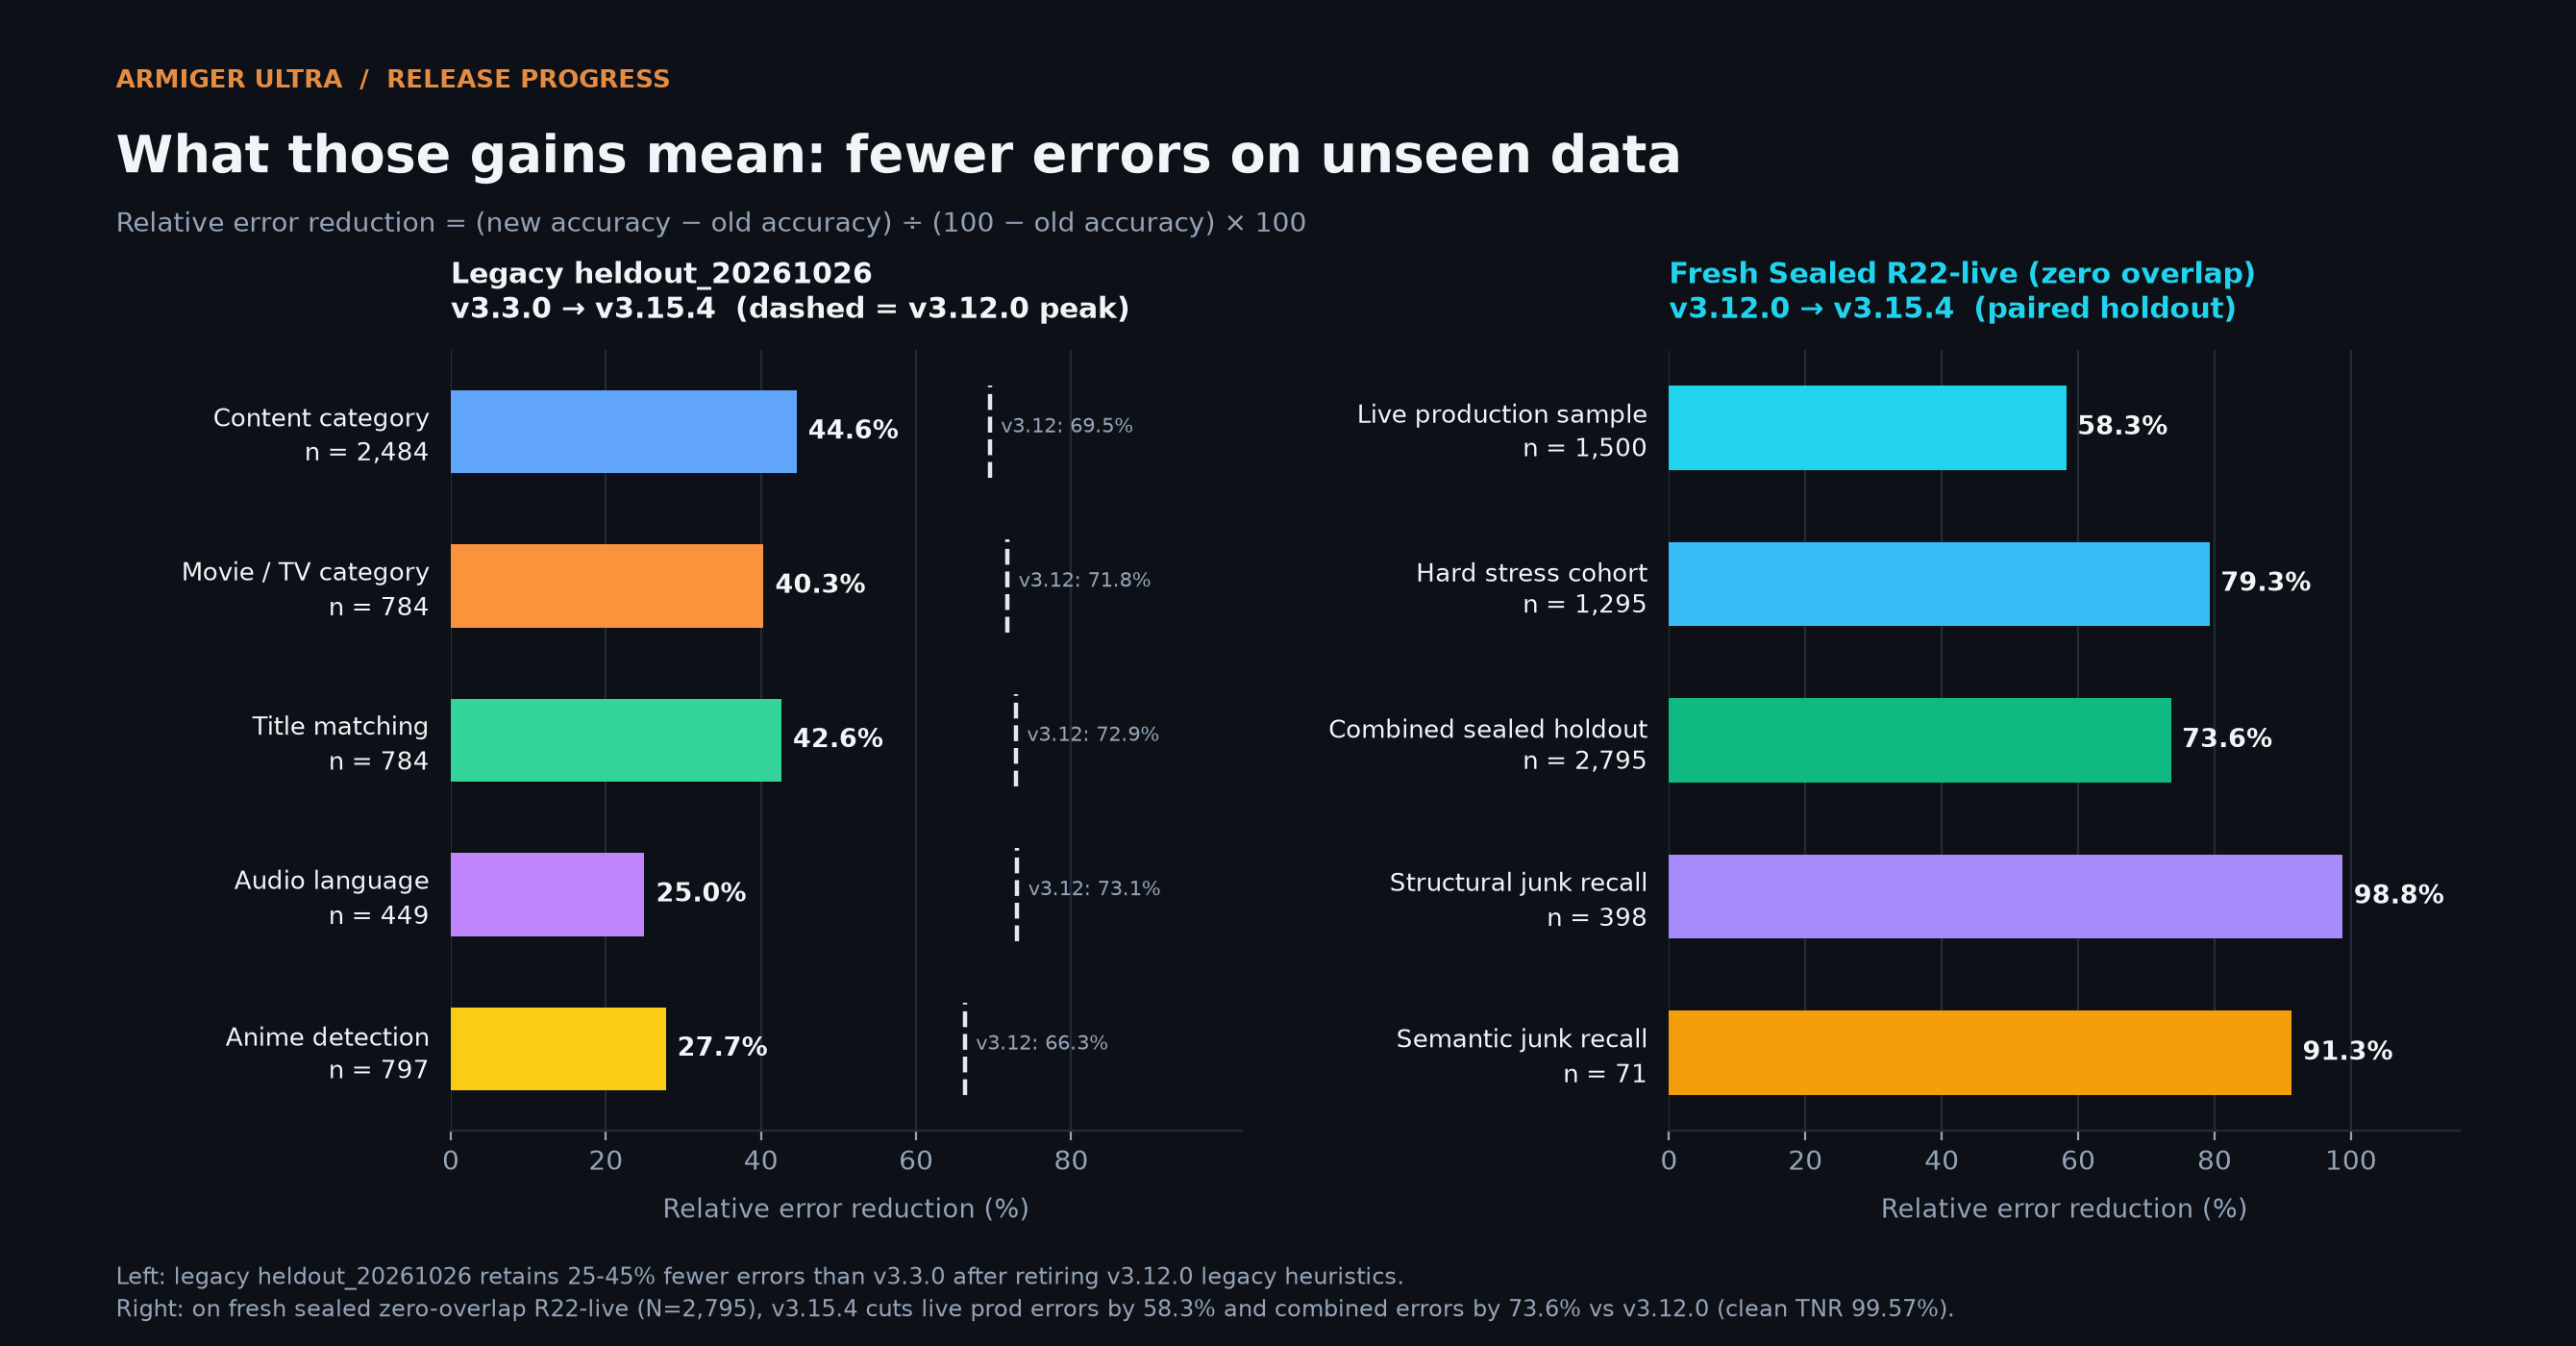 ARMIGER ULTRA / RELEASE PROGRESS
What those gains mean: fewer errors on unseen data
Relative error reduction = (new accuracy − old accuracy) ÷ (100 − old accuracy) × 100
Legacy heldout_20261026
v3.3.0 → v3.15.4 (dashed = v3.12.0 peak)
Content category
n = 2,484
44.6%
v3.12: 69.5%
Movie / TV category
n = 784
40.3%
v3.12: 71.8%
Title matching
n = 784
42.6%
v3.12: 72.9%
Audio language
n = 449
25.0%
v3.12: 73.1%
Anime detection
n = 797
27.7%
v3.12: 66.3%
0 20 40 60 80
Relative error reduction (%)
Fresh Sealed R22-live (zero overlap)
v3.12.0 → v3.15.4 (paired holdout)
Live production sample
n = 1,500
58.3%
Hard stress cohort
n = 1,295
79.3%
Combined sealed holdout
n = 2,795
73.6%
Structural junk recall
n = 398
98.8%
Semantic junk recall
n = 71
91.3%
0 20 40 60 80 100
Relative error reduction (%)
Left: legacy heldout_20261026 retains 25-45% fewer errors than v3.3.0 after retiring v3.12.0 legacy heuristics.
Right: on fresh sealed zero-overlap R22-live (N=2,795), v3.15.4 cuts live prod errors by 58.3% and combined errors by 73.6% vs v3.12.0 (clean TNR 99.57%).